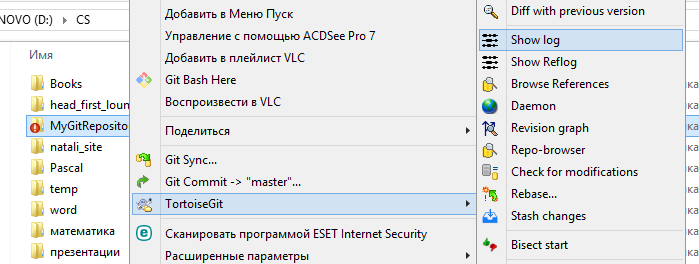 NOVO (D:) CS
Имя
Books
head_first_loun
MyGitReposito
natali_site
Pascal
temp
word
математика
презентации
Добавить в Меню Пуск
Управление с помощью ACDSee Pro 7
Добавить в плейлист VLC
Git Bash Here
Воспроизвести в VLC
Поделиться
Git Sync...
Git Commit -> "master"...
TortoiseGit
Сканировать программой ESET Internet Security
Расширенные параметры
Diff with previous version
Show log
Show Reflog
Browse References
Daemon
Revision graph
Repo-browser
Check for modifications
Rebase...
Stash changes
Bisect start